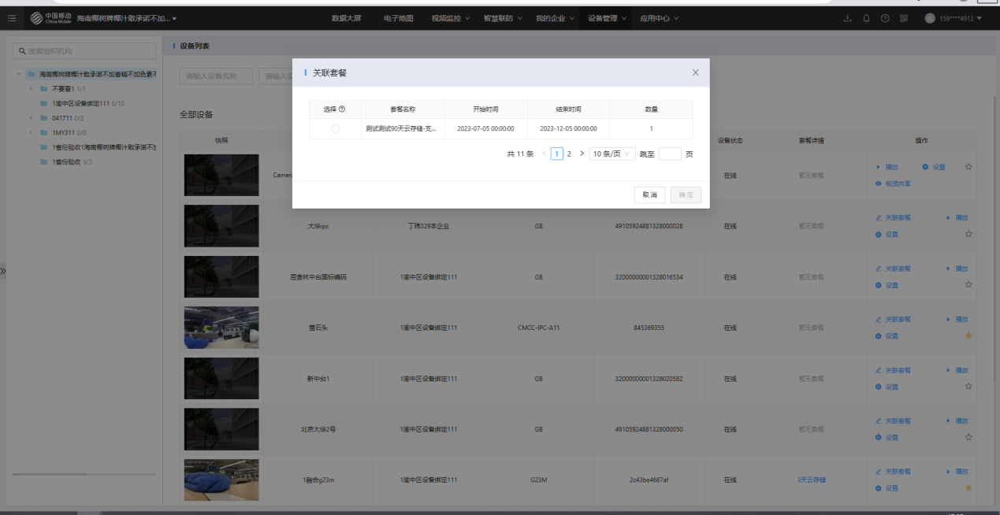 中国移动 China Mobile 海南椰树牌椰汁敢承诺不加... 数据大屏 电子地图 视频监控 智慧联防 我的企业 设备管理 应用中心 159****4912
搜索组织机构
海南椰树牌椰汁敢承诺不加香精不加色素不
不要看1 1/1
1渝中区设备绑定111 6/10
041711 0/3
1MY311 0/0
1省份验收1海南椰树牌椰汁敢承诺不加
1省份验收 3/3
设备列表
请输入设备名称 请输入设
全部设备
关联套餐
选择 套餐名称 开始时间 结束时间 数量
测试测试90天云存储-支... 2023-07-05 00:00:00 2023-12-05 00:00:00 1
共 11 条 1 2 10 条/页 跳至 页
取消 确定
快照 设备状态 套餐详情 操作
Camera 在线 暂无套餐 播放 设置
视频共享
大华ipc 丁玮329本企业 GB 49105924881328000028 在线 暂无套餐 关联套餐 播放
设置
屈贵林中台国标编码 1渝中区设备绑定111 GB 32000000001328016534 在线 暂无套餐 关联套餐 播放
设置
萤石头 1渝中区设备绑定111 CMCC-IPC-A11 845369355 在线 暂无套餐 关联套餐 播放
设置
新中台1 1渝中区设备绑定111 GB 32000000001328020582 在线 暂无套餐 关联套餐 播放
设置
北京大华2号 1渝中区设备绑定111 GB 49105924881328000050 在线 暂无套餐 关联套餐 播放
设置
1融合g23m 1渝中区设备绑定111 G23M 2c43be4687af 在线 3天云存储 关联套餐 播放
设置